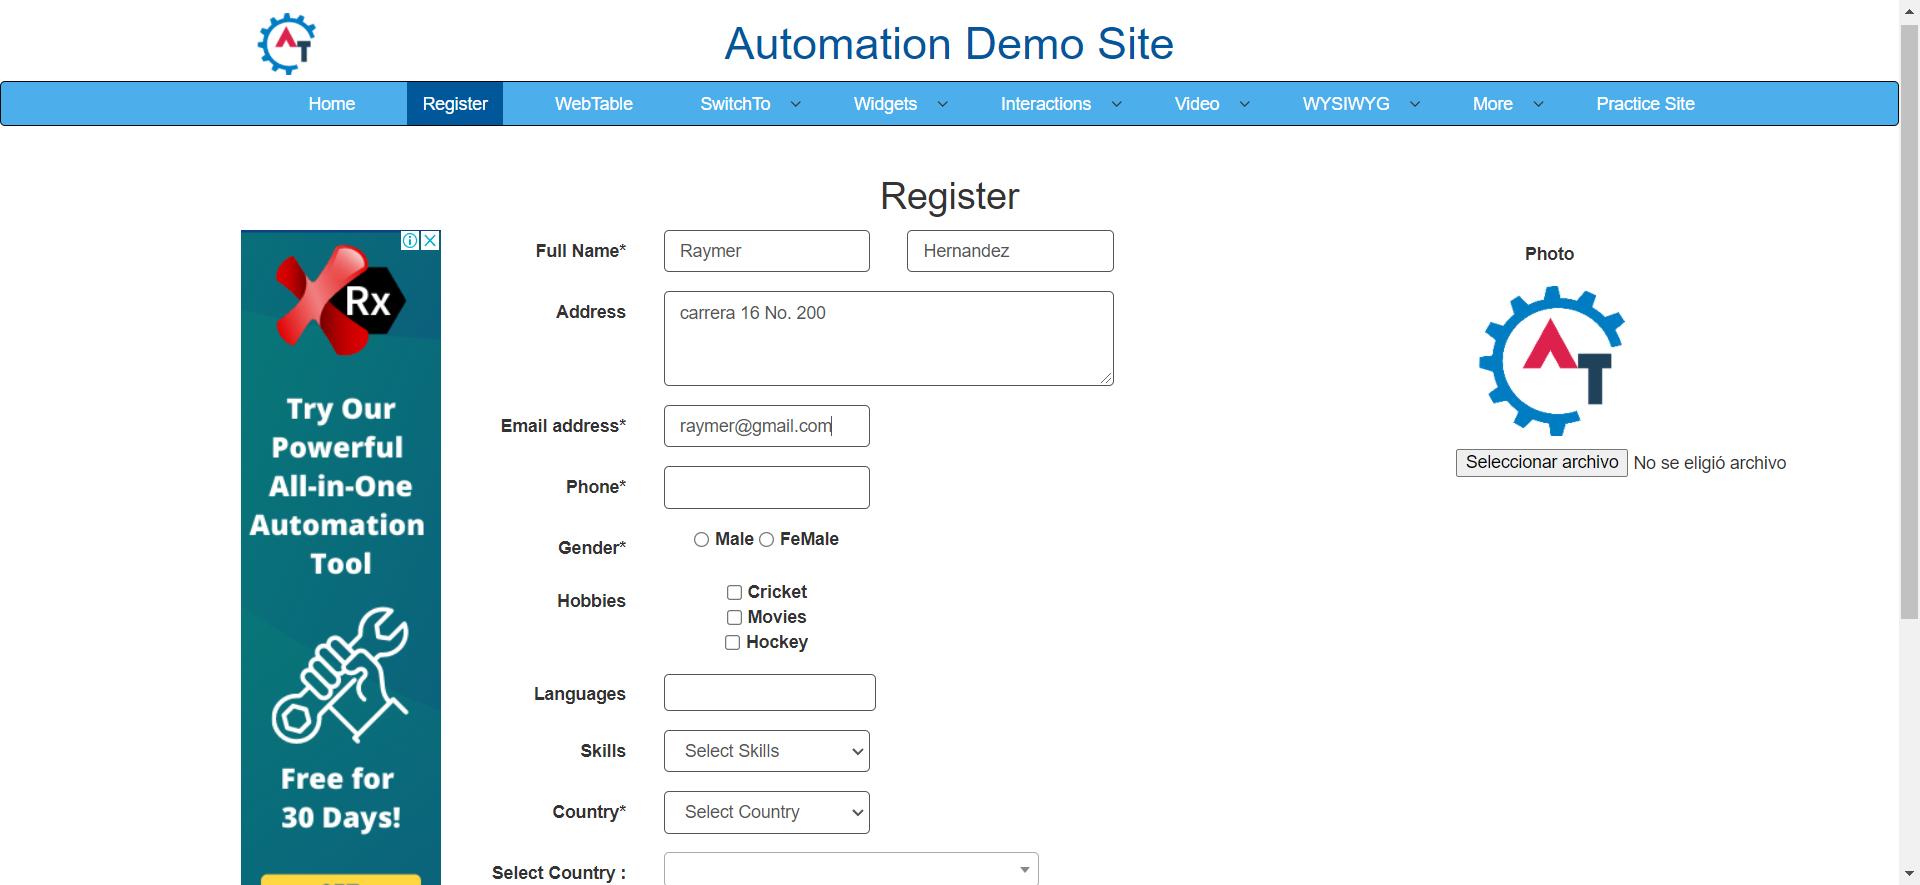 AT
Automation Demo Site
Home Register WebTable SwitchTo Widgets Interactions Video WYSIWYG More Practice Site
Register
Full Name* Raymer Hernandez
Address carrera 16 No. 200
Email address* raymer@gmail.com
Phone*
Gender* Male FeMale
Hobbies Cricket
Movies
Hockey
Languages
Skills Select Skills
Country* Select Country
Select Country :
Photo
AT
Seleccionar archivo No se eligió archivo
Rx
Try Our
Powerful
All-in-One
Automation
Tool
Free for
30 Days!